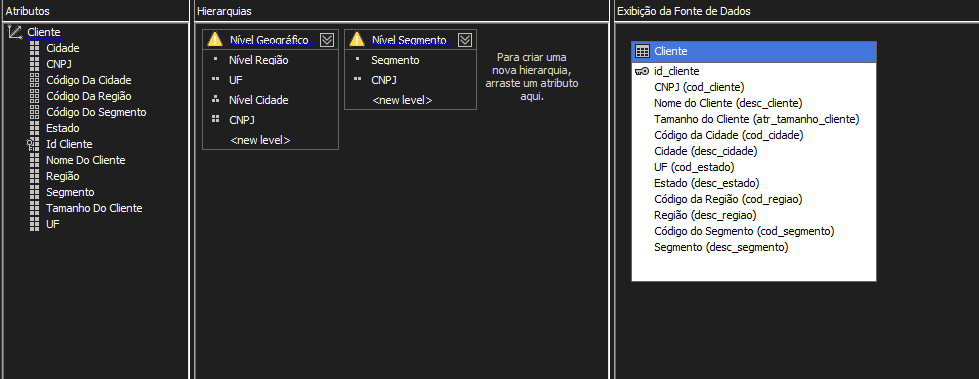 Atributos
Cliente
Cidade
CNPJ
Código Da Cidade
Código Da Região
Código Do Segmento
Estado
Id Cliente
Nome Do Cliente
Região
Segmento
Tamanho Do Cliente
UF
Hierarquias
Nível Geográfico
Nível Região
UF
Nível Cidade
CNPJ
<new level>
Nível Segmento
Segmento
CNPJ
<new level>
Para criar uma
nova hierarquia,
arraste um atributo
aqui.
Exibição da Fonte de Dados
Cliente
id_cliente
CNPJ (cod_cliente)
Nome do Cliente (desc_cliente)
Tamanho do Cliente (atr_tamanho_cliente)
Código da Cidade (cod_cidade)
Cidade (desc_cidade)
UF (cod_estado)
Estado (desc_estado)
Código da Região (cod_regiao)
Região (desc_regiao)
Código do Segmento (cod_segmento)
Segmento (desc_segmento)